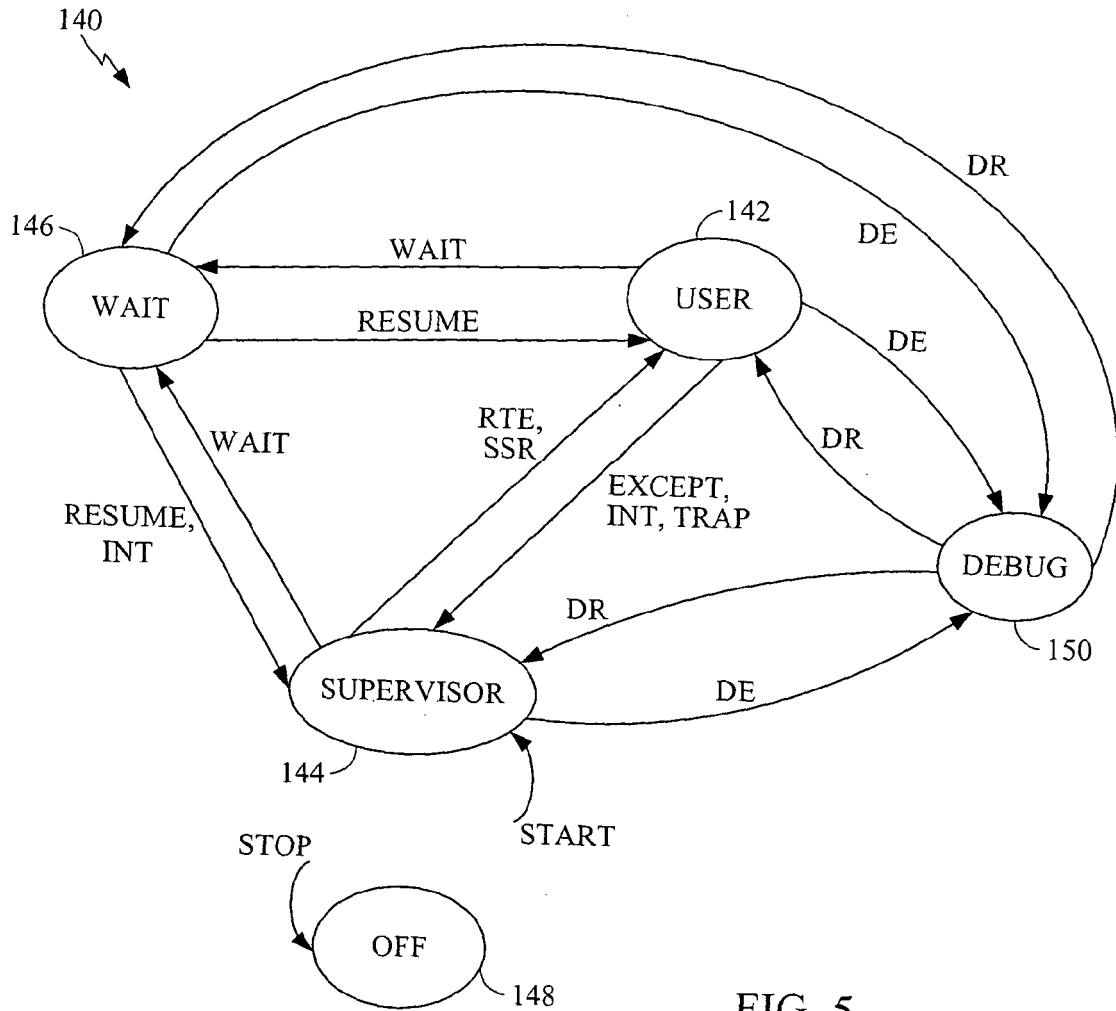 140
DR
146
142
DE
WAIT
WAIT
USER
RESUME
DE
RTE,
SSR
DR
WAIT
EXCEPT,
INT, TRAP
RESUME,
INT
DEBUG
DR
150
SUPERVISOR
DE
144
START
STOP
OFF
148
FIG. 5